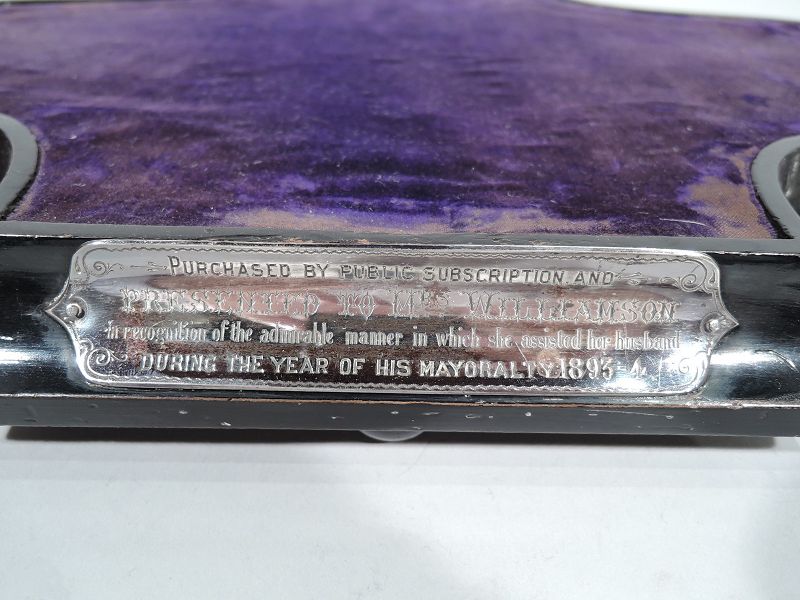 PURCHASED BY PUBLIC SUBSCRIPTION AND
PRESENTED TO MRS WILLIAMSON
in recognition of the admirable manner in which she assisted her husband
DURING THE YEAR OF HIS MAYORALTY. 1893-4.